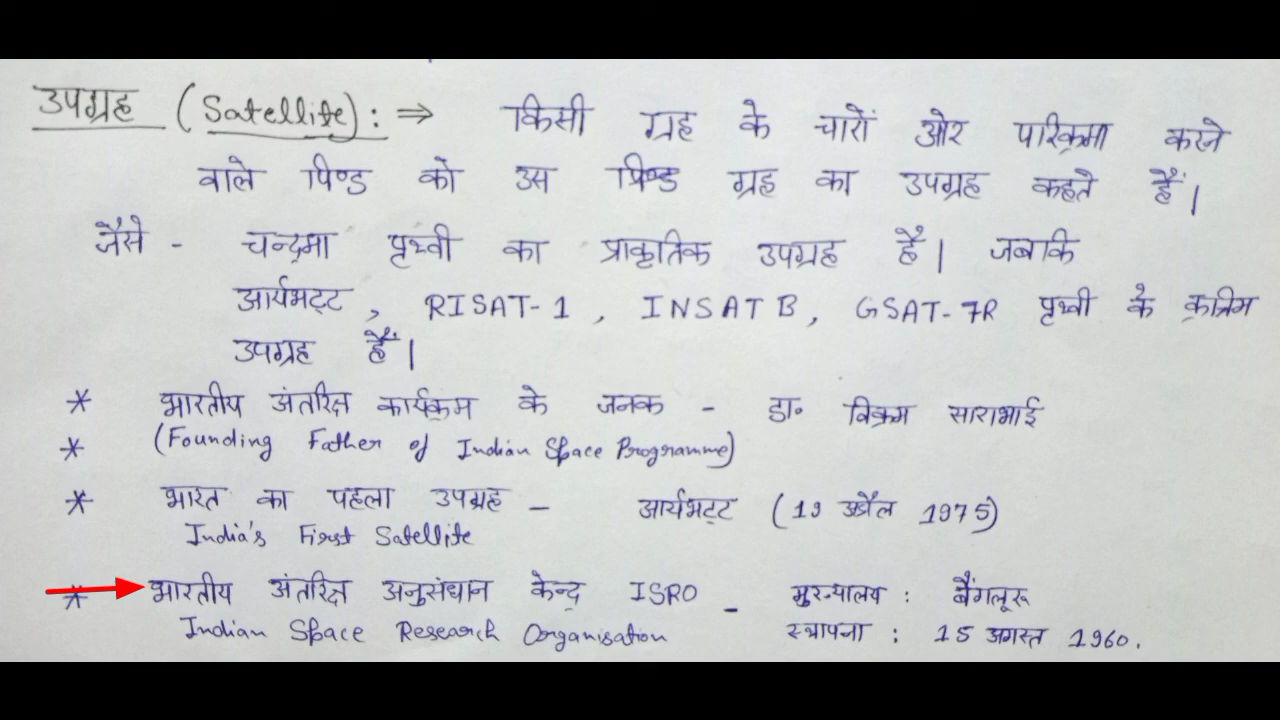 उपग्रह (Satellite) : ⇒ किसी ग्रह के चारों ओर परिक्रमा करने
वाले पिण्ड को उस ग्रह का उपग्रह कहते हैं।
जैसे - चन्द्रमा पृथ्वी का प्राकृतिक उपग्रह है। जबकि
आर्यभट्ट, RISAT-1, INSAT B, GSAT-7R पृथ्वी के कृत्रिम
उपग्रह हैं।
* भारतीय अंतरिक्ष कार्यक्रम के जनक - डा० विक्रम साराभाई
* (Founding Father of Indian Space Programme)
* भारत का पहला उपग्रह - आर्यभट्ट (19 अप्रैल 1975)
India's First Satellite
* भारतीय अंतरिक्ष अनुसंधान केन्द्र ISRO - मुख्यालय : बैंगलूरू
Indian Space Research Organisation स्थापना : 15 अगस्त 1960.